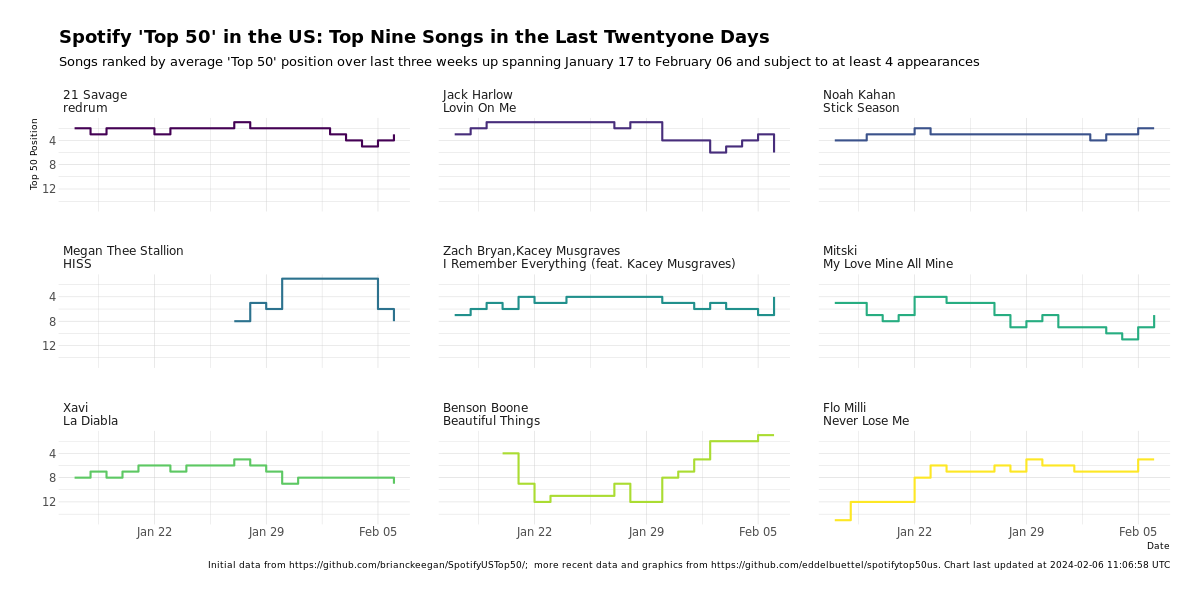 Spotify 'Top 50' in the US: Top Nine Songs in the Last Twentyone Days
Songs ranked by average 'Top 50' position over last three weeks up spanning January 17 to February 06 and subject to at least 4 appearances
21 Savage
redrum
Jack Harlow
Lovin On Me
Noah Kahan
Stick Season
Top 50 Position
4
8
12
Megan Thee Stallion
HISS
Zach Bryan,Kacey Musgraves
I Remember Everything (feat. Kacey Musgraves)
Mitski
My Love Mine All Mine
4
8
12
Xavi
La Diabla
Benson Boone
Beautiful Things
Flo Milli
Never Lose Me
4
8
12
Jan 22 Jan 29 Feb 05
Jan 22 Jan 29 Feb 05
Jan 22 Jan 29 Feb 05
Date
Initial data from https://github.com/brianckeegan/SpotifyUSTop50/;  more recent data and graphics from https://github.com/eddelbuettel/spotifytop50us. Chart last updated at 2024-02-06 11:06:58 UTC